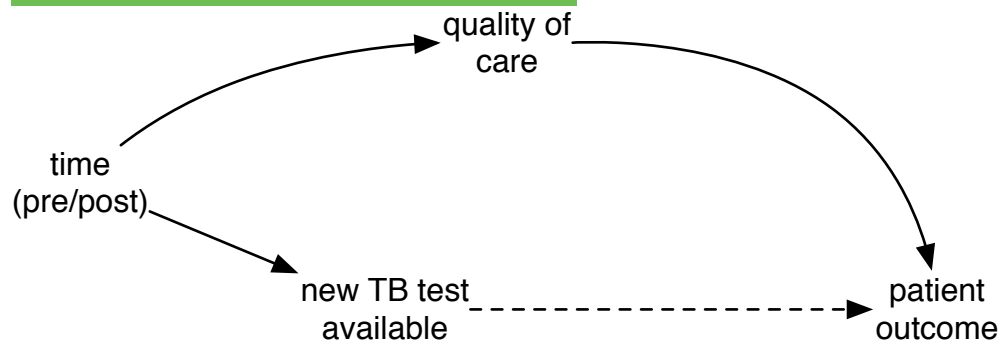 quality of
care
time
(pre/post)
new TB test
available
patient
outcome